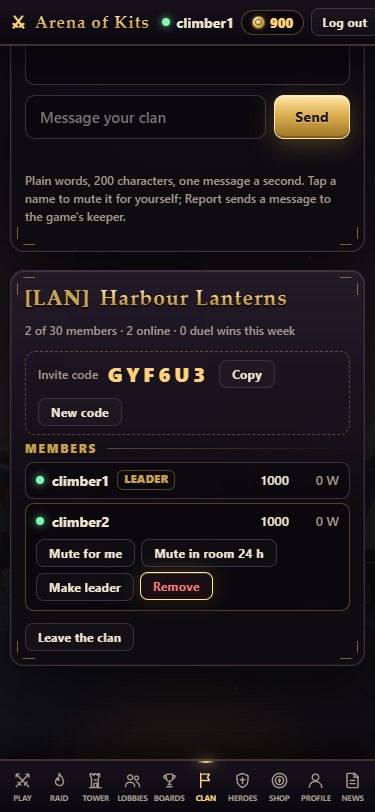 Arena of Kits climber1 900 Log out
Message your clan Send
Plain words, 200 characters, one message a second. Tap a
name to mute it for yourself; Report sends a message to
the game's keeper.
[LAN] Harbour Lanterns
2 of 30 members · 2 online · 0 duel wins this week
Invite code GYF6U3 Copy
New code
MEMBERS
climber1 LEADER 1000 0 W
climber2 1000 0 W
Mute for me Mute in room 24 h
Make leader Remove
Leave the clan
PLAY RAID TOWER LOBBIES BOARDS CLAN HEROES SHOP PROFILE NEWS